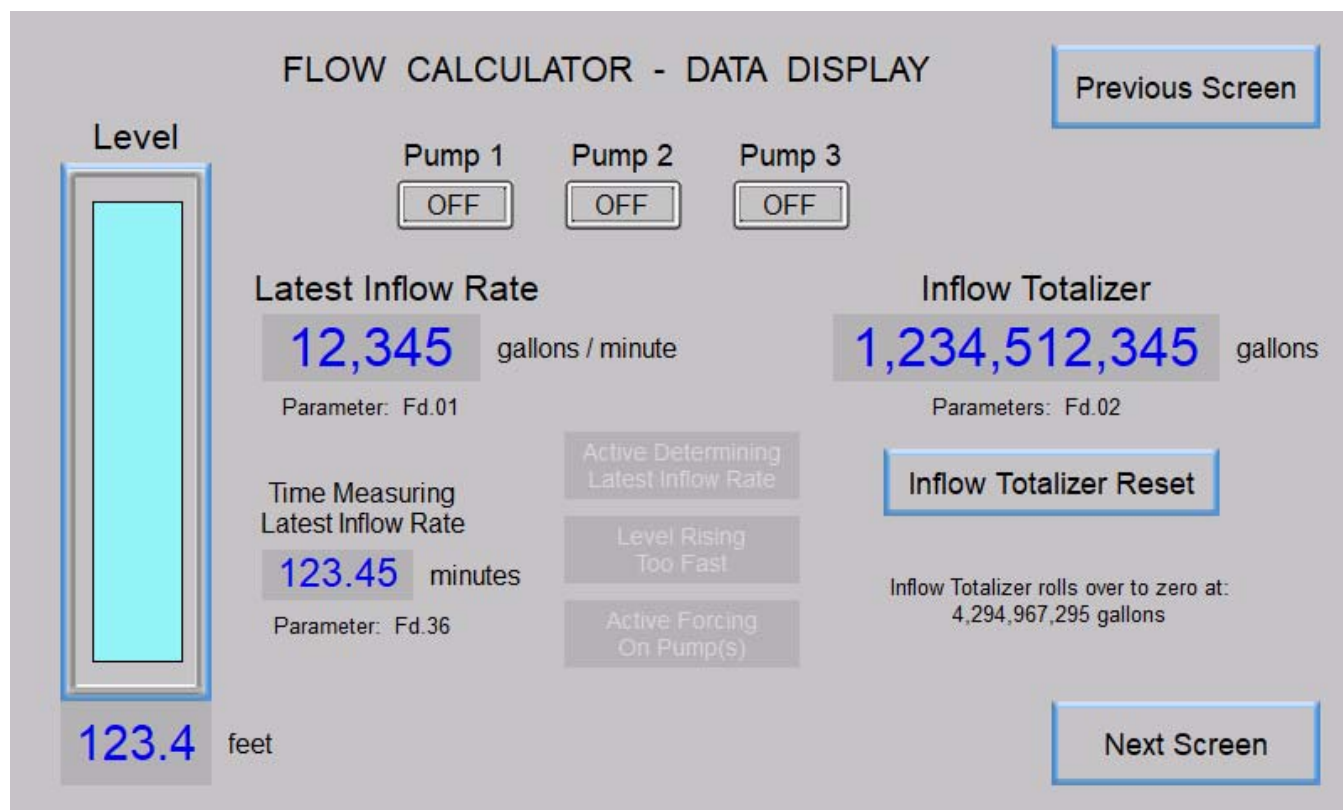 FLOW CALCULATOR - DATA DISPLAY
Previous Screen
Level
Pump 1
Pump 2
Pump 3
OFF
OFF
OFF
Latest Inflow Rate
12,345 gallons / minute
Parameter: Fd.01
Inflow Totalizer
1,234,512,345 gallons
Parameters: Fd.02
Active Determining
Latest Inflow Rate
Inflow Totalizer Reset
Time Measuring
Latest Inflow Rate
123.45 minutes
Parameter: Fd.36
Level Rising
Too Fast
Active Forcing
On Pump(s)
Inflow Totalizer rolls over to zero at:
4,294,967,295 gallons
123.4 feet
Next Screen